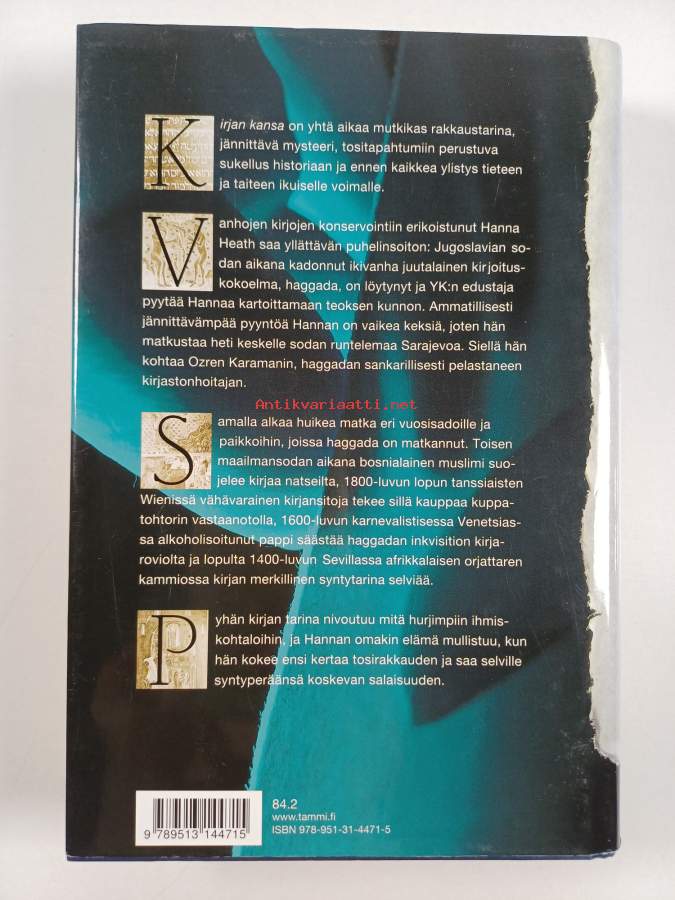 Kirjan kansa on yhtä aikaa mutkikas rakkaustarina,
jännittävä mysteeri, tositapahtumiin perustuva
sukellus historiaan ja ennen kaikkea ylistys tieteen
ja taiteen ikuiselle voimalle.
Vanhojen kirjojen konservointiin erikoistunut Hanna
Heath saa yllättävän puhelinsoiton: Jugoslavian so-
dan aikana kadonnut ikivanha juutalainen kirjoitus-
kokoelma, haggada, on löytynyt ja YK:n edustaja
pyytää Hannaa kartoittamaan teoksen kunnon. Ammatillisesti
jännittävämpää pyyntöä Hannan on vaikea keksiä, joten hän
matkustaa heti keskelle sodan runtelemaa Sarajevoa. Siellä hän
kohtaa Ozren Karamanin, haggadan sankarillisesti pelastaneen
kirjastonhoitajan.
Antikvariaatti.net
Samalla alkaa huikea matka eri vuosisadoille ja
paikkoihin, joissa haggada on matkannut. Toisen
maailmansodan aikana bosnialainen muslimi suo-
jelee kirjaa natseilta, 1800-luvun lopun tanssiaisten
Wienissä vähävarainen kirjansitoja tekee sillä kauppaa kuppa-
tohtorin vastaanotolla, 1600-luvun karnevalistisessa Venetsias-
sa alkoholisoitunut pappi säästää haggadan inkvisition kirja-
roviolta ja lopulta 1400-luvun Sevillassa afrikkalaisen orjattaren
kammiossa kirjan merkillinen syntytarina selviää.
Pyhän kirjan tarina nivoutuu mitä hurjimpiin ihmis-
kohtaloihin, ja Hannan omakin elämä mullistuu, kun
hän kokee ensi kertaa tosirakkauden ja saa selville
syntyperäänsä koskevan salaisuuden.
84.2
www.tammi.fi
ISBN 978-951-31-4471-5
9 789513 144715